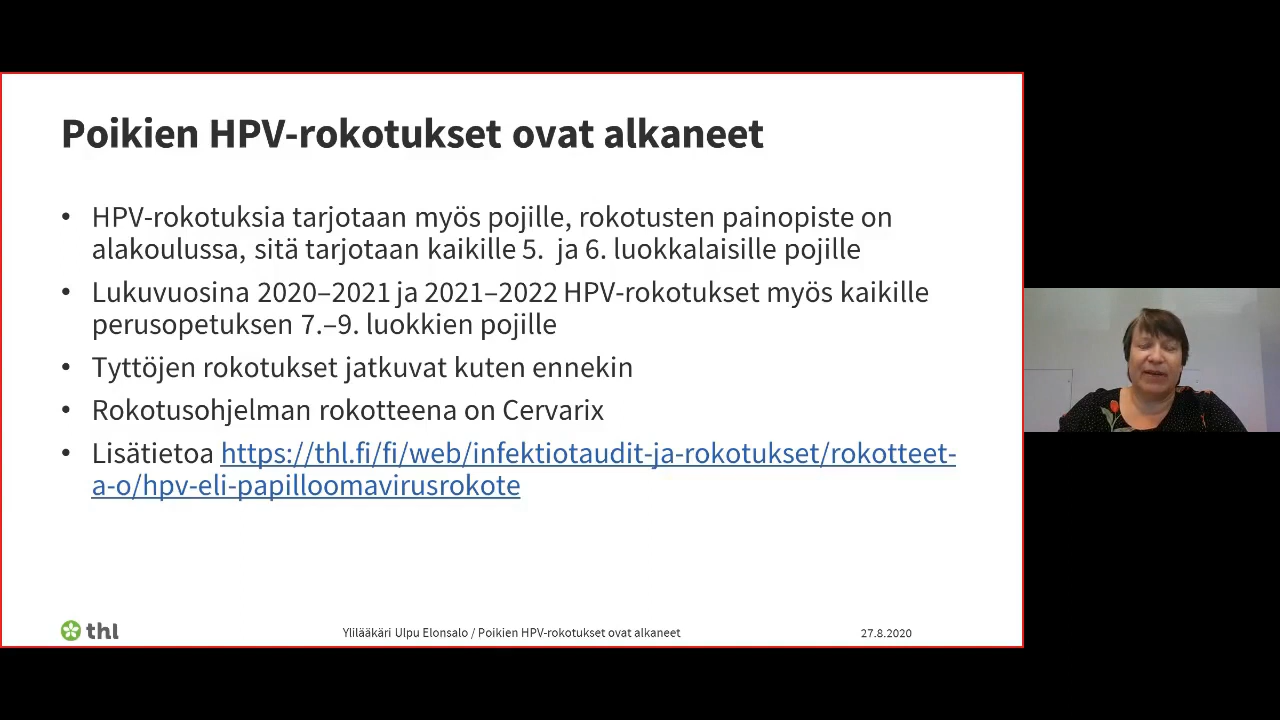 Poikien HPV-rokotukset ovat alkaneet
• HPV-rokotuksia tarjotaan myös pojille, rokotusten painopiste on
alakoulussa, sitä tarjotaan kaikille 5. ja 6. luokkalaisille pojille
• Lukuvuosina 2020–2021 ja 2021–2022 HPV-rokotukset myös kaikille
perusopetuksen 7.–9. luokkien pojille
• Tyttöjen rokotukset jatkuvat kuten ennekin
• Rokotusohjelman rokotteena on Cervarix
• Lisätietoa https://thl.fi/fi/web/infektiotaudit-ja-rokotukset/rokotteet-
a-o/hpv-eli-papilloomavirusrokote
thl
Ylilääkäri Ulpu Elonsalo / Poikien HPV-rokotukset ovat alkaneet
27.8.2020